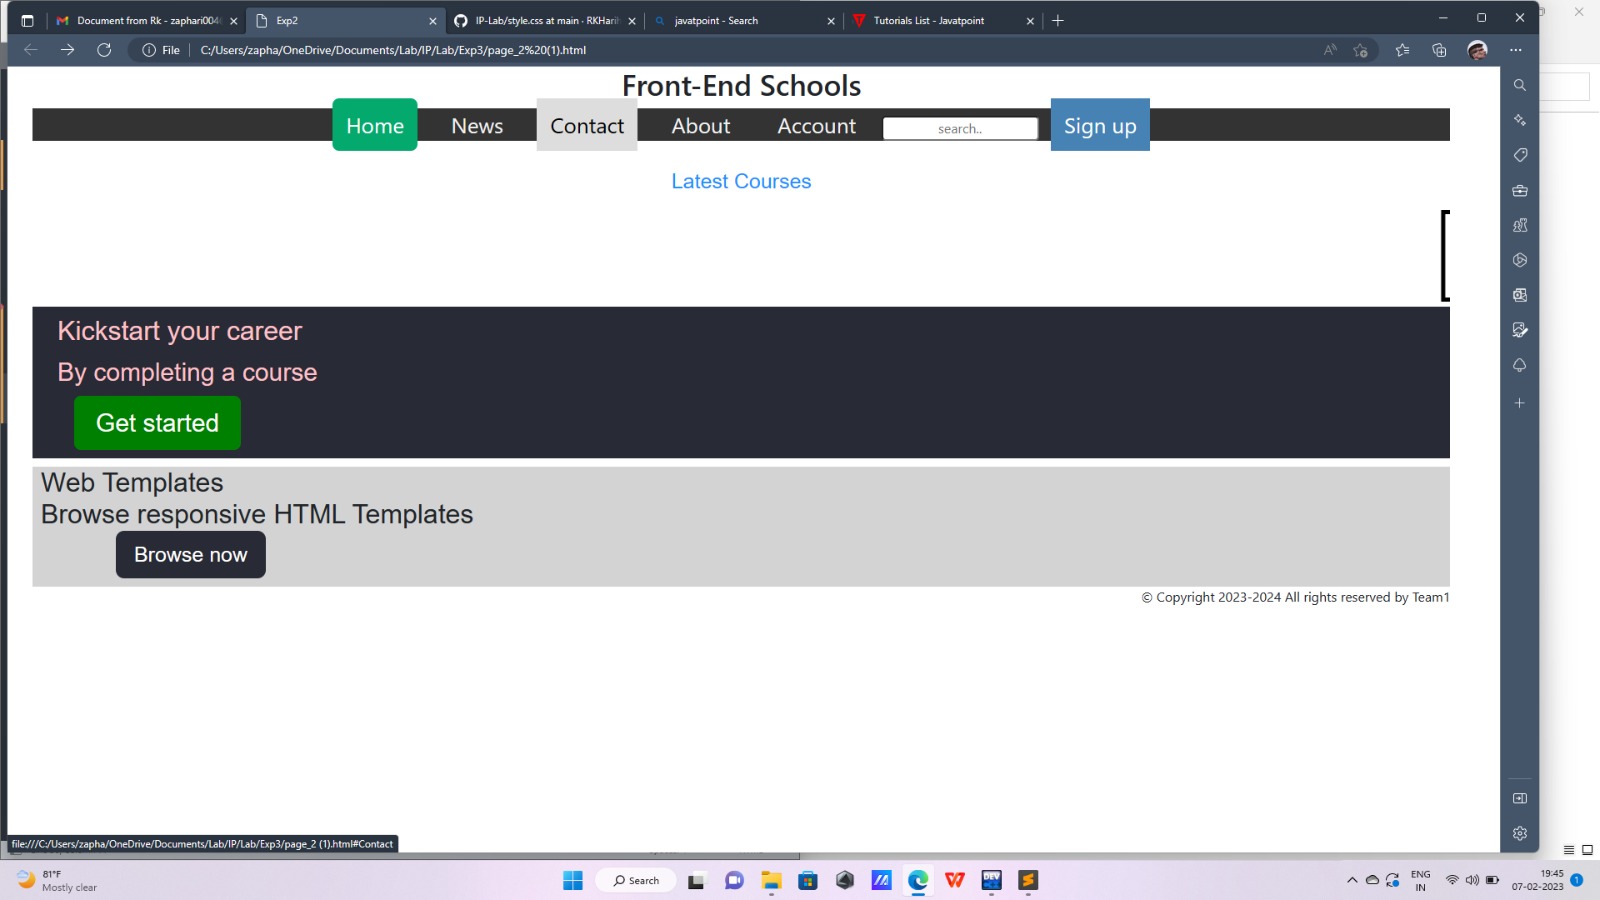 Document from Rk - zaphari004
Exp2
IP-Lab/style.css at main · RKHarih
javatpoint - Search
Tutorials List - Javatpoint
File
C:/Users/zapha/OneDrive/Documents/Lab/IP/Lab/Exp3/page_2%20(1).html
Front-End Schools
Home
News
Contact
About
Account
search..
Sign up
Latest Courses
Kickstart your career
By completing a course
Get started
Web Templates
Browse responsive HTML Templates
Browse now
© Copyright 2023-2024 All rights reserved by Team1
file:///C:/Users/zapha/OneDrive/Documents/Lab/IP/Lab/Exp3/page_2 (1).html#Contact
81°F
Mostly clear
Search
DEV
ENG
IN
19:45
07-02-2023
1